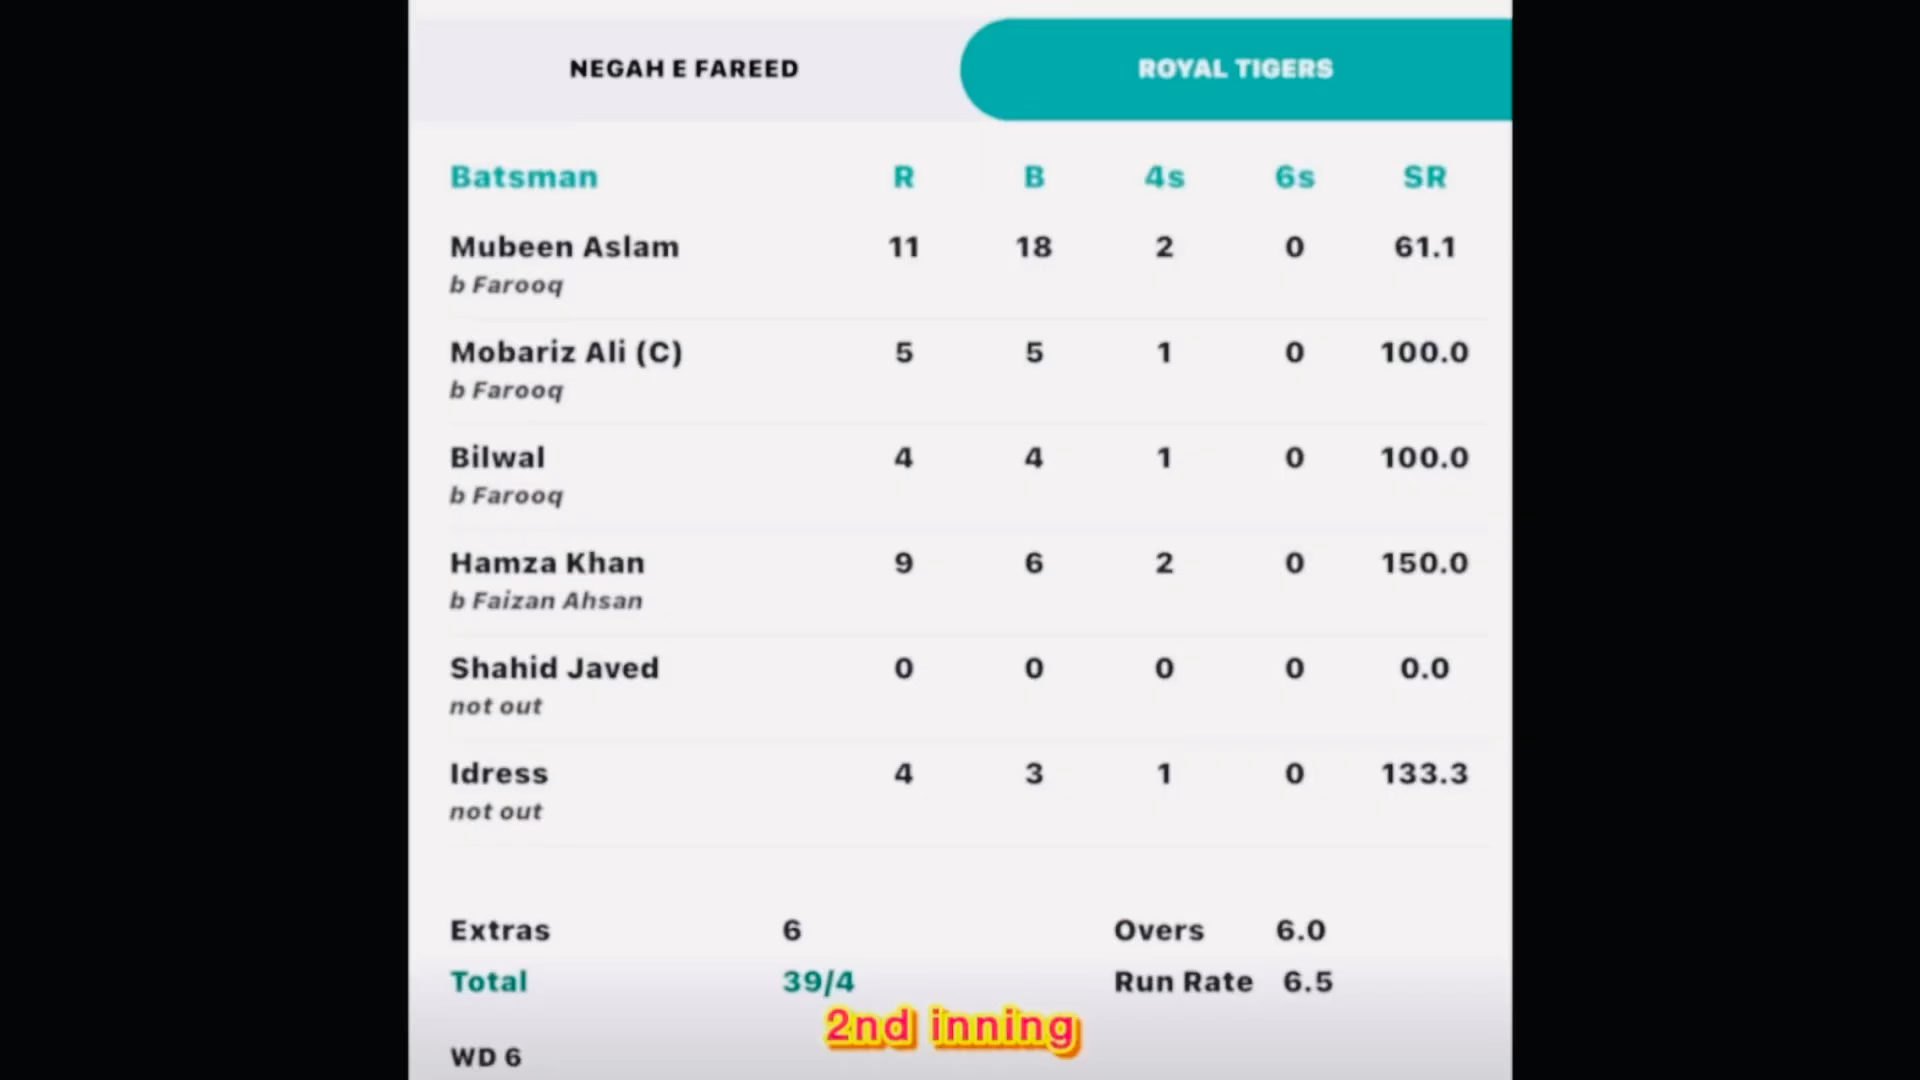 NEGAH E FAREED ROYAL TIGERS
Batsman R B 4s 6s SR
Mubeen Aslam 11 18 2 0 61.1
b Farooq
Mobariz Ali (C) 5 5 1 0 100.0
b Farooq
Bilwal 4 4 1 0 100.0
b Farooq
Hamza Khan 9 6 2 0 150.0
b Faizan Ahsan
Shahid Javed 0 0 0 0 0.0
not out
Idress 4 3 1 0 133.3
not out
Extras 6 Overs 6.0
Total 39/4 Run Rate 6.5
2nd inning
WD 6